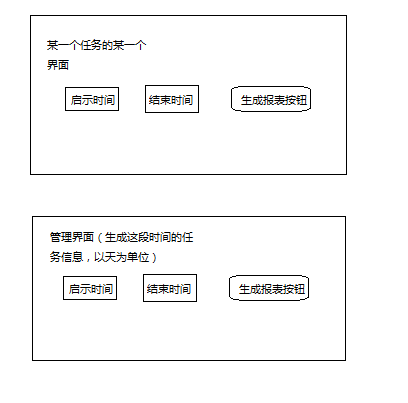 某一个任务的某一个
界面
启示时间
结束时间
生成报表按钮
管理界面（生成这段时间的任
务信息，以天为单位）
启示时间
结束时间
生成报表按钮